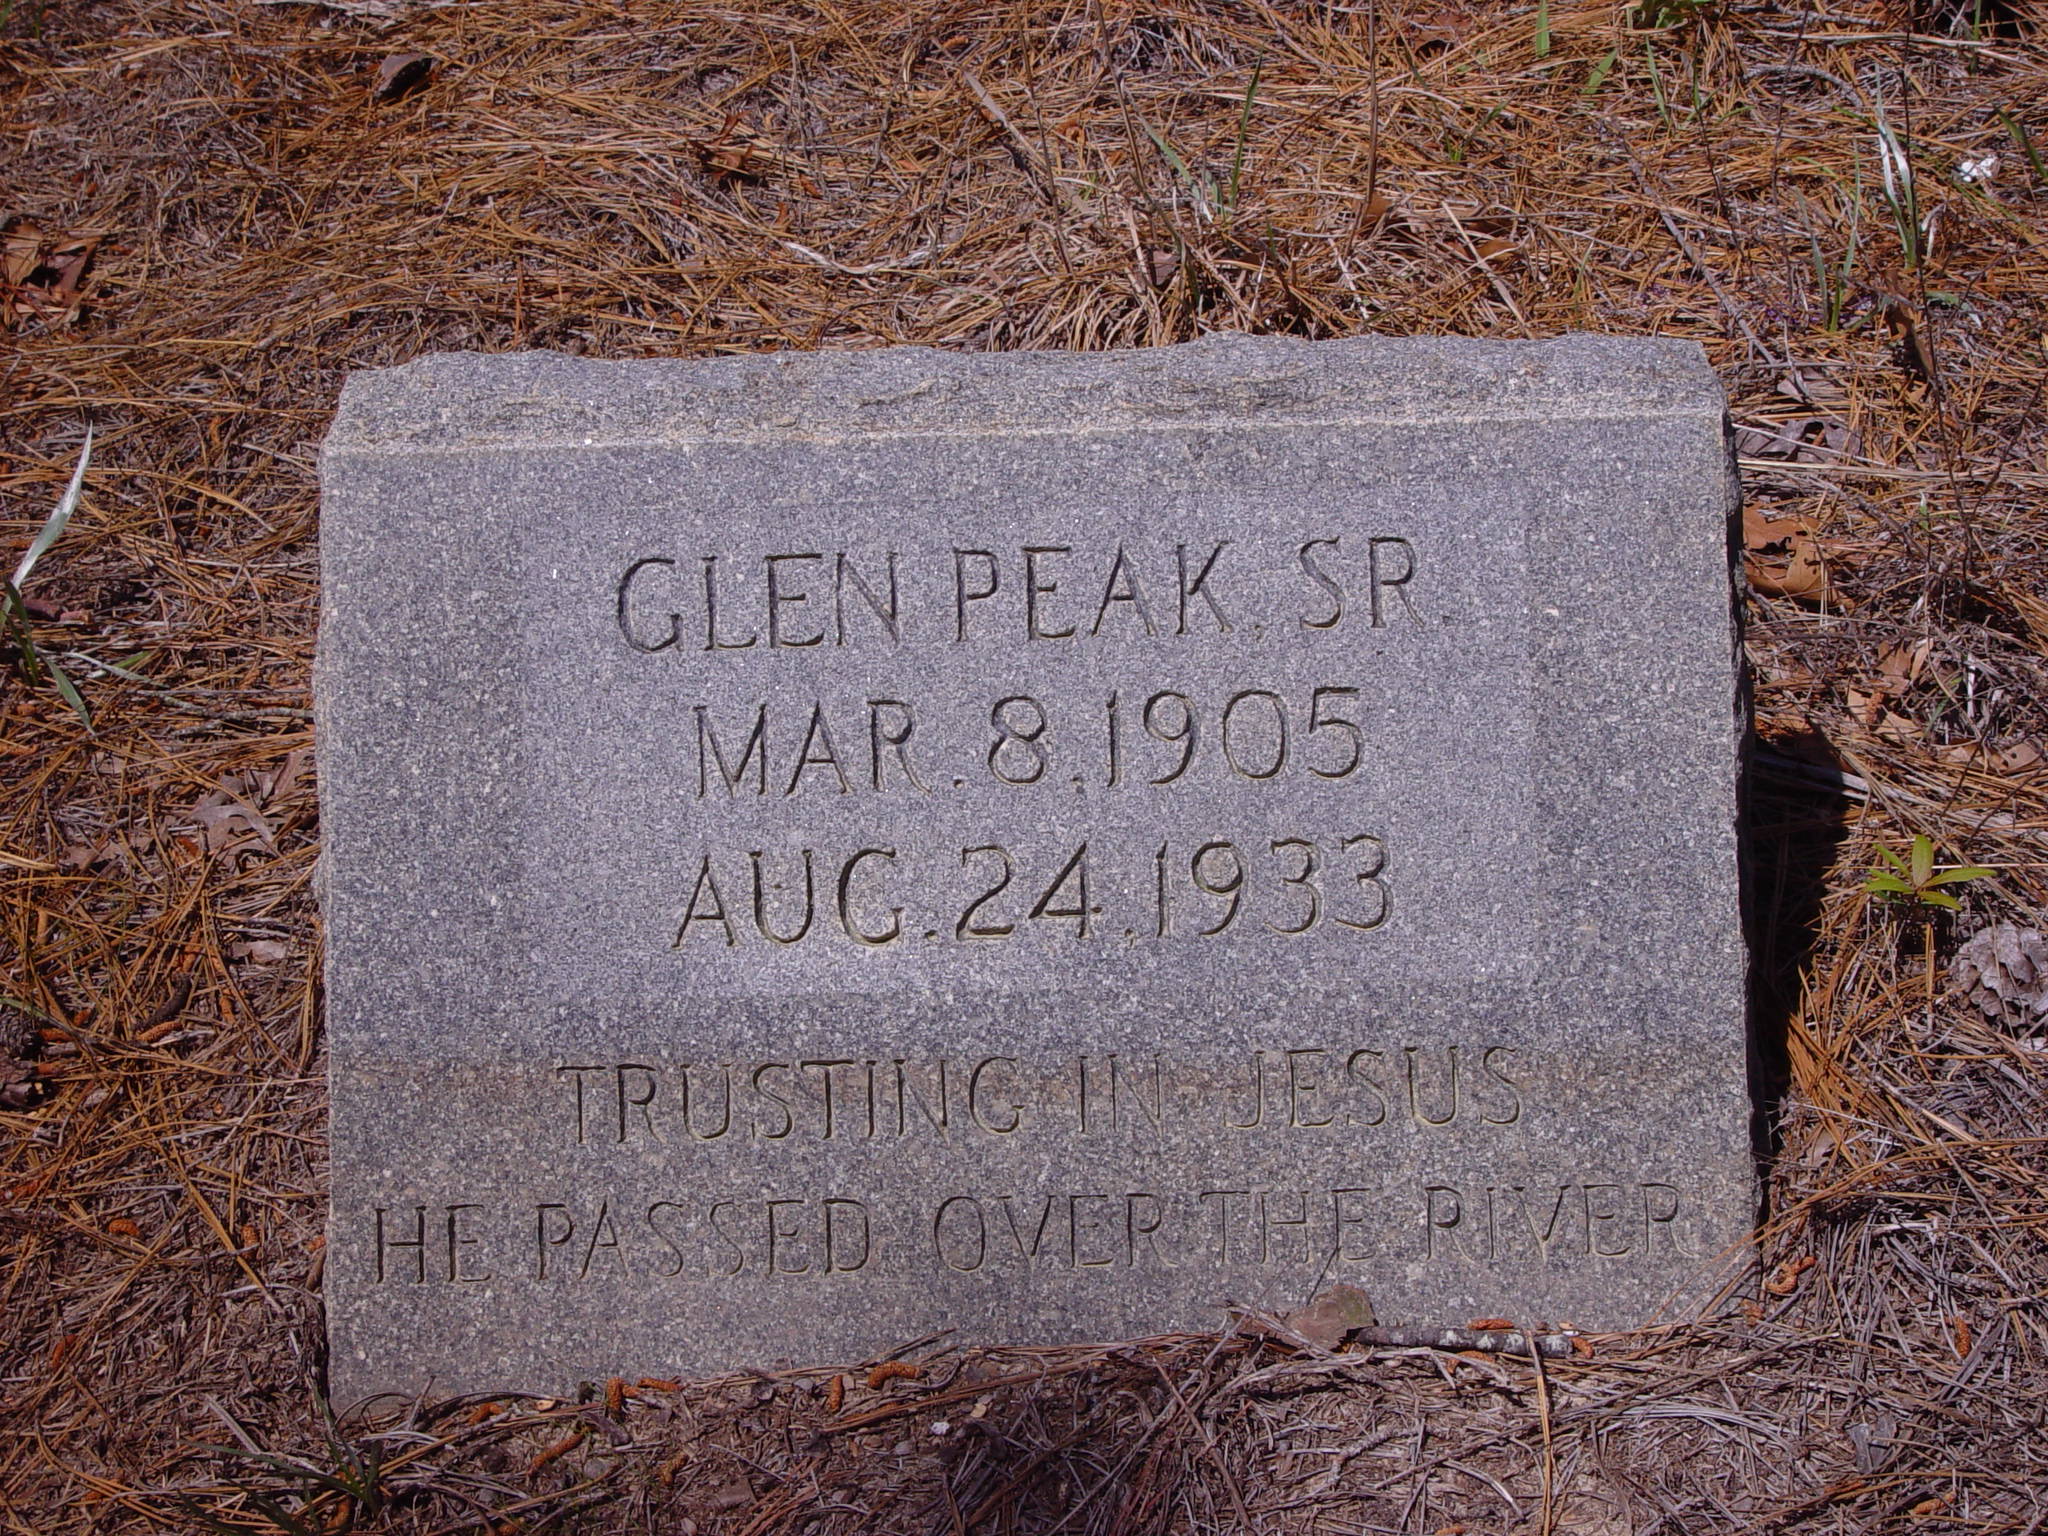 GLEN PEAK, SR.
MAR. 8, 1905
AUG. 24, 1933
TRUSTING IN JESUS
HE PASSED OVER THE RIVER